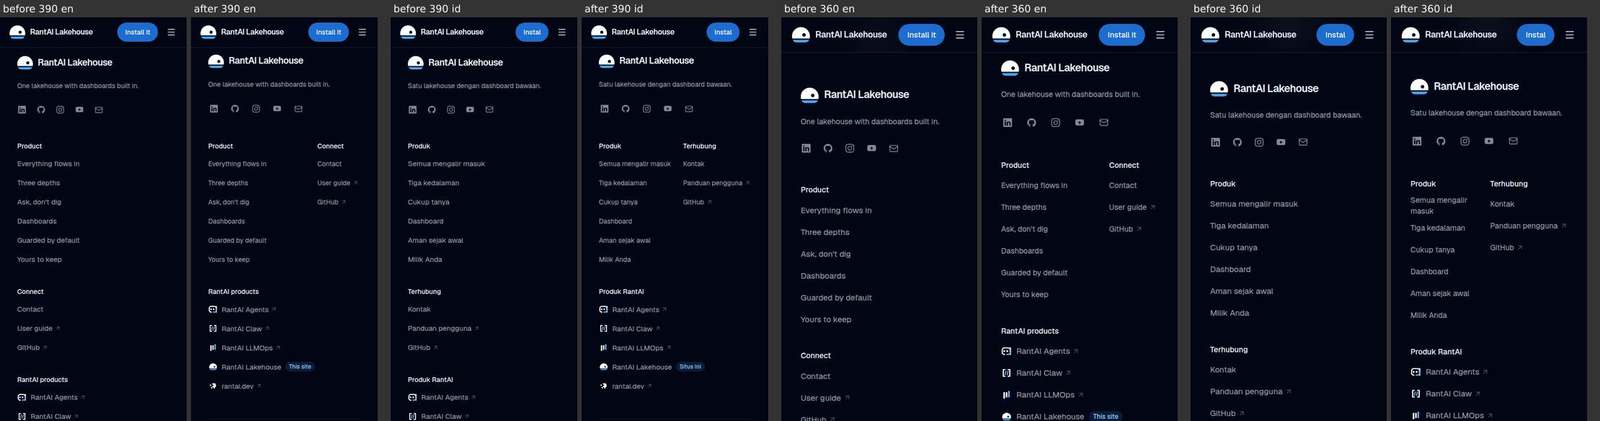 before 390 en
RantAI Lakehouse
Install it
RantAI Lakehouse
One lakehouse with dashboards built in.
Product
Everything flows in
Three depths
Ask, don't dig
Dashboards
Guarded by default
Yours to keep
Connect
Contact
User guide ↗
GitHub ↗
RantAI products
RantAI Agents ↗
RantAI Claw ↗
after 390 en
RantAI Lakehouse
Install it
RantAI Lakehouse
One lakehouse with dashboards built in.
Product
Everything flows in
Three depths
Ask, don't dig
Dashboards
Guarded by default
Yours to keep
Connect
Contact
User guide ↗
GitHub ↗
RantAI products
RantAI Agents ↗
RantAI Claw ↗
RantAI LLMOps ↗
RantAI Lakehouse This site
rantai.dev ↗
before 390 id
RantAI Lakehouse
Instal
RantAI Lakehouse
Satu lakehouse dengan dashboard bawaan.
Produk
Semua mengalir masuk
Tiga kedalaman
Cukup tanya
Dashboard
Aman sejak awal
Milik Anda
Terhubung
Kontak
Panduan pengguna ↗
GitHub ↗
Produk RantAI
RantAI Agents ↗
RantAI Claw ↗
after 390 id
RantAI Lakehouse
Instal
RantAI Lakehouse
Satu lakehouse dengan dashboard bawaan.
Produk
Semua mengalir masuk
Tiga kedalaman
Cukup tanya
Dashboard
Aman sejak awal
Milik Anda
Terhubung
Kontak
Panduan pengguna ↗
GitHub ↗
Produk RantAI
RantAI Agents ↗
RantAI Claw ↗
RantAI LLMOps ↗
RantAI Lakehouse Situs ini
rantai.dev ↗
before 360 en
RantAI Lakehouse
Install it
RantAI Lakehouse
One lakehouse with dashboards built in.
Product
Everything flows in
Three depths
Ask, don't dig
Dashboards
Guarded by default
Yours to keep
Connect
Contact
User guide ↗
GitHub ↗
after 360 en
RantAI Lakehouse
Install it
RantAI Lakehouse
One lakehouse with dashboards built in.
Product
Everything flows in
Three depths
Ask, don't dig
Dashboards
Guarded by default
Yours to keep
Connect
Contact
User guide ↗
GitHub ↗
RantAI products
RantAI Agents ↗
RantAI Claw ↗
RantAI LLMOps ↗
RantAI Lakehouse This site
before 360 id
RantAI Lakehouse
Instal
RantAI Lakehouse
Satu lakehouse dengan dashboard bawaan.
Produk
Semua mengalir masuk
Tiga kedalaman
Cukup tanya
Dashboard
Aman sejak awal
Milik Anda
Terhubung
Kontak
Panduan pengguna ↗
GitHub ↗
after 360 id
RantAI Lakehouse
Instal
RantAI Lakehouse
Satu lakehouse dengan dashboard bawaan.
Produk
Semua mengalir
masuk
Tiga kedalaman
Cukup tanya
Dashboard
Aman sejak awal
Milik Anda
Terhubung
Kontak
Panduan pengguna ↗
GitHub ↗
Produk RantAI
RantAI Agents ↗
RantAI Claw ↗
RantAI LLMOps ↗